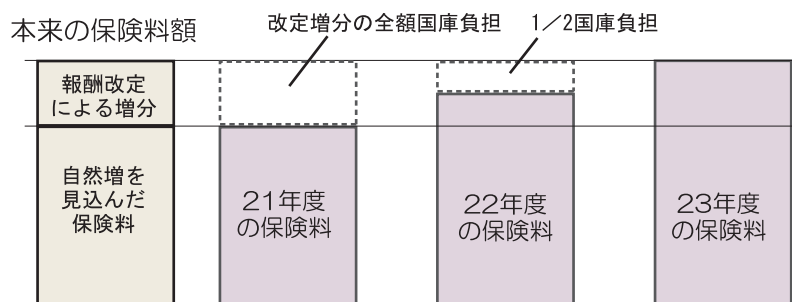 本来の保険料額
改定増分の全額国庫負担
1／2国庫負担
報酬改定
による増分
自然増を
見込んだ
保険料
21年度
の保険料
22年度
の保険料
23年度
の保険料